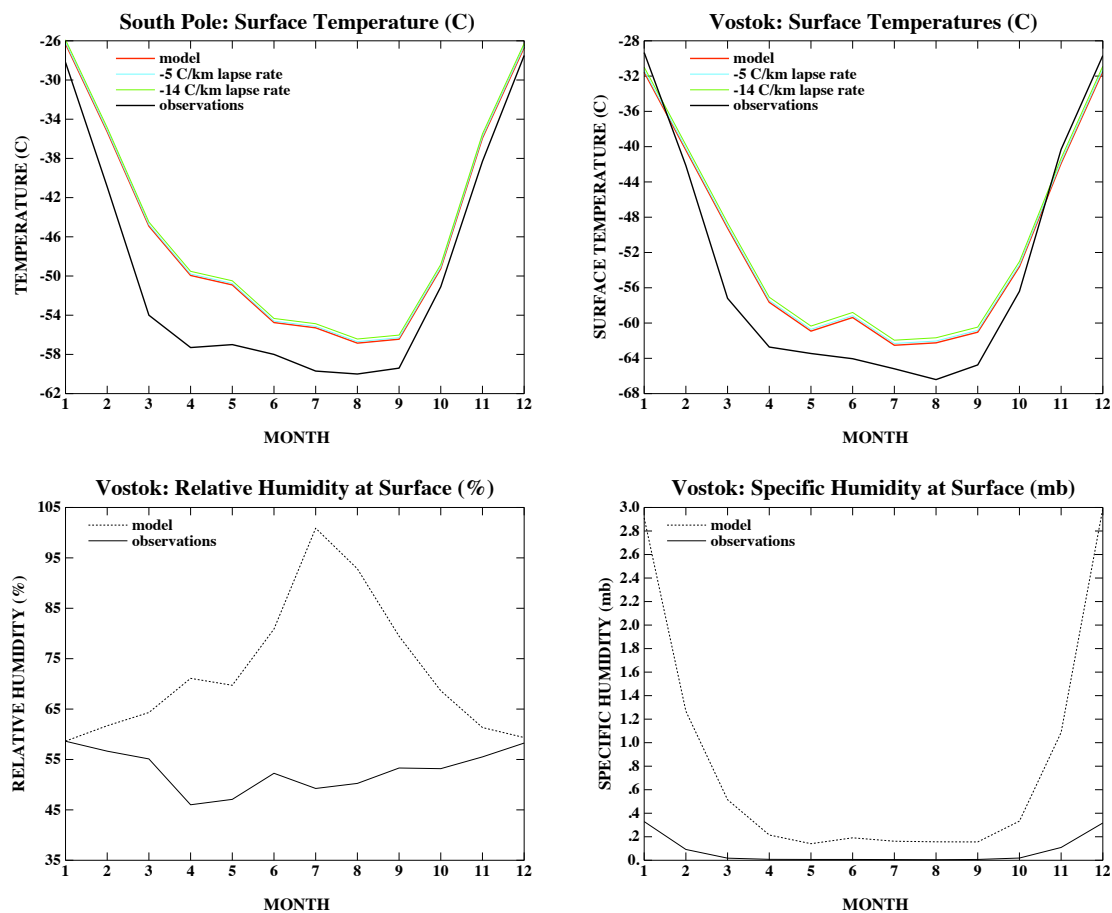 South Pole: Surface Temperature (C)
model
-5 C/km lapse rate
-14 C/km lapse rate
observations
TEMPERATURE (C)
-26
-30
-34
-38
-42
-46
-50
-54
-58
-62
1 2 3 4 5 6 7 8 9 10 11 12
MONTH
Vostok: Surface Temperatures (C)
model
-5 C/km lapse rate
-14 C/km lapse rate
observations
SURFACE TEMPERATURE (C)
-28
-32
-36
-40
-44
-48
-52
-56
-60
-64
-68
1 2 3 4 5 6 7 8 9 10 11 12
MONTH
Vostok: Relative Humidity at Surface (%)
model
observations
RELATIVE HUMIDITY (%)
105
95
85
75
65
55
45
35
1 2 3 4 5 6 7 8 9 10 11 12
MONTH
Vostok: Specific Humidity at Surface (mb)
model
observations
SPECIFIC HUMIDITY (mb)
3.0
2.8
2.6
2.4
2.2
2.0
1.8
1.6
1.4
1.2
1.0
.8
.6
.4
.2
0.
1 2 3 4 5 6 7 8 9 10 11 12
MONTH